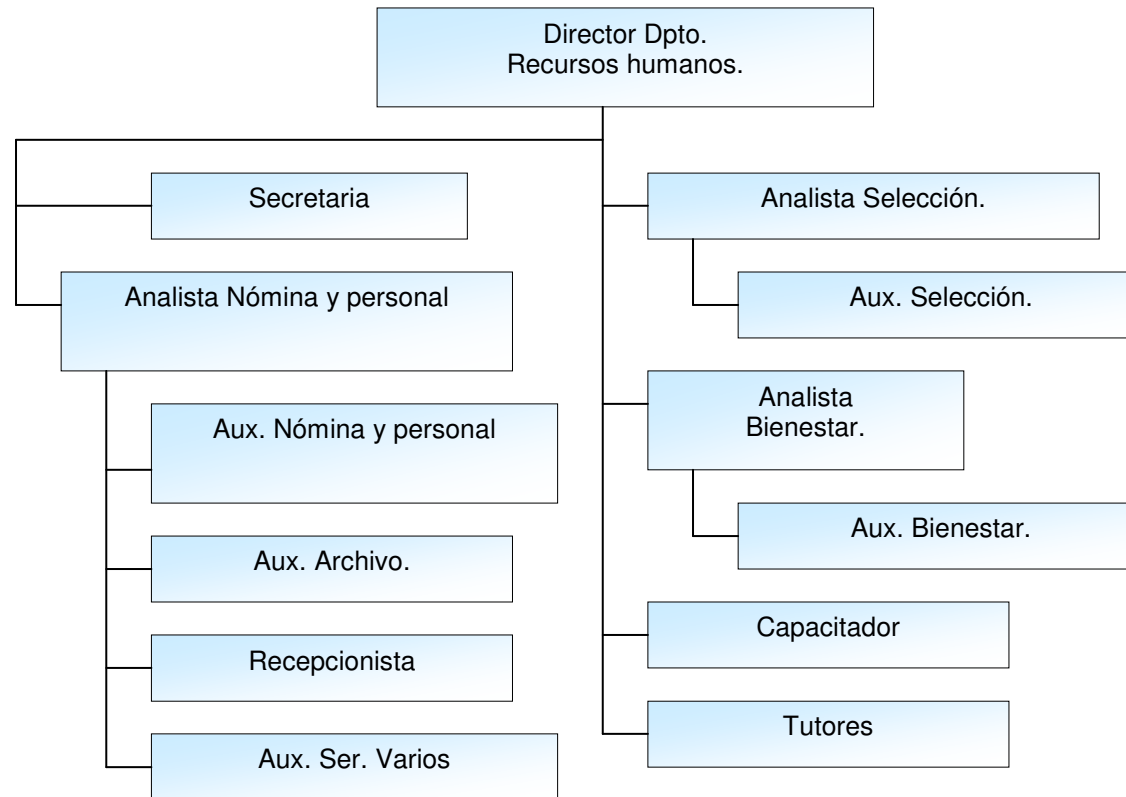 Director Dpto.
Recursos humanos.
Secretaria
Analista Nómina y personal
Aux. Nómina y personal
Aux. Archivo.
Recepcionista
Aux. Ser. Varios
Analista Selección.
Aux. Selección.
Analista
Bienestar.
Aux. Bienestar.
Capacitador
Tutores